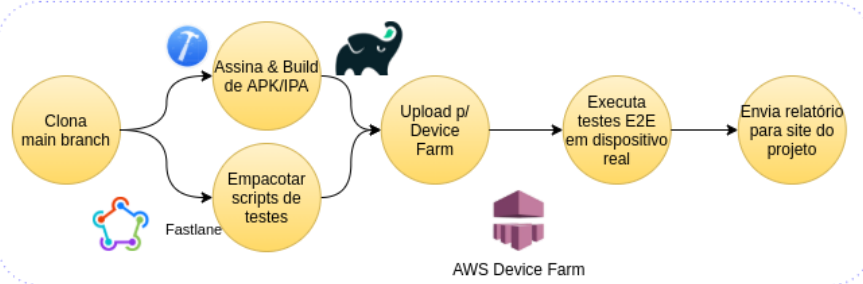 Clona
main branch
Assina & Build
de APK/IPA
Empacotar
scripts de
testes
Fastlane
Upload p/
Device
Farm
AWS Device Farm
Executa
testes E2E
em dispositivo
real
Envia relatório
para site do
projeto